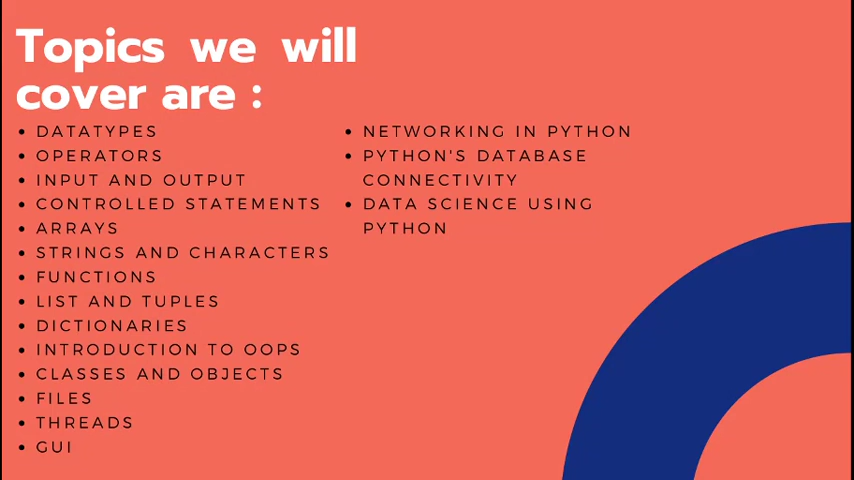 Topics we will
cover are :
• DATATYPES
• OPERATORS
• INPUT AND OUTPUT
• CONTROLLED STATEMENTS
• ARRAYS
• STRINGS AND CHARACTERS
• FUNCTIONS
• LIST AND TUPLES
• DICTIONARIES
• INTRODUCTION TO OOPS
• CLASSES AND OBJECTS
• FILES
• THREADS
• GUI
• NETWORKING IN PYTHON
• PYTHON'S DATABASE
CONNECTIVITY
• DATA SCIENCE USING
PYTHON